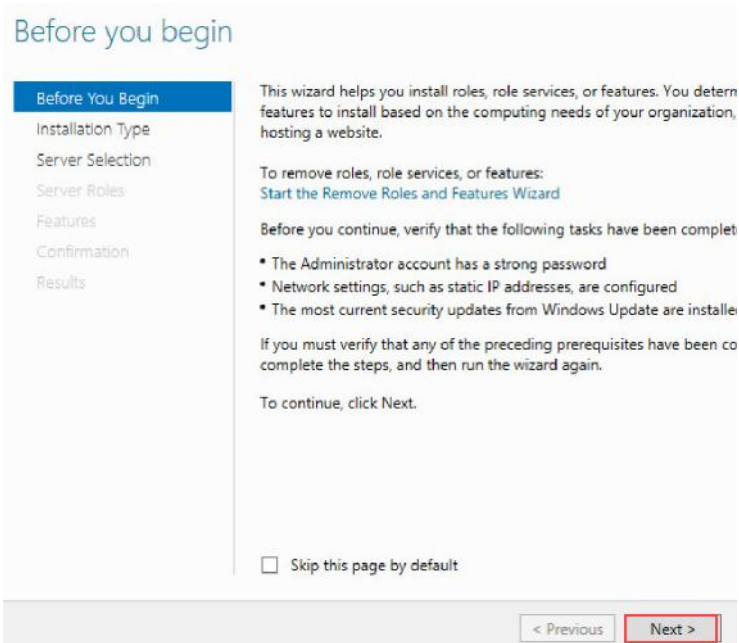 Before you begin
Before You Begin
Installation Type
Server Selection
Server Roles
Features
Confirmation
Results
This wizard helps you install roles, role services, or features. You determ
features to install based on the computing needs of your organization,
hosting a website.
To remove roles, role services, or features:
Start the Remove Roles and Features Wizard
Before you continue, verify that the following tasks have been complet
• The Administrator account has a strong password
• Network settings, such as static IP addresses, are configured
• The most current security updates from Windows Update are installe
If you must verify that any of the preceding prerequisites have been co
complete the steps, and then run the wizard again.
To continue, click Next.
Skip this page by default
< Previous
Next >